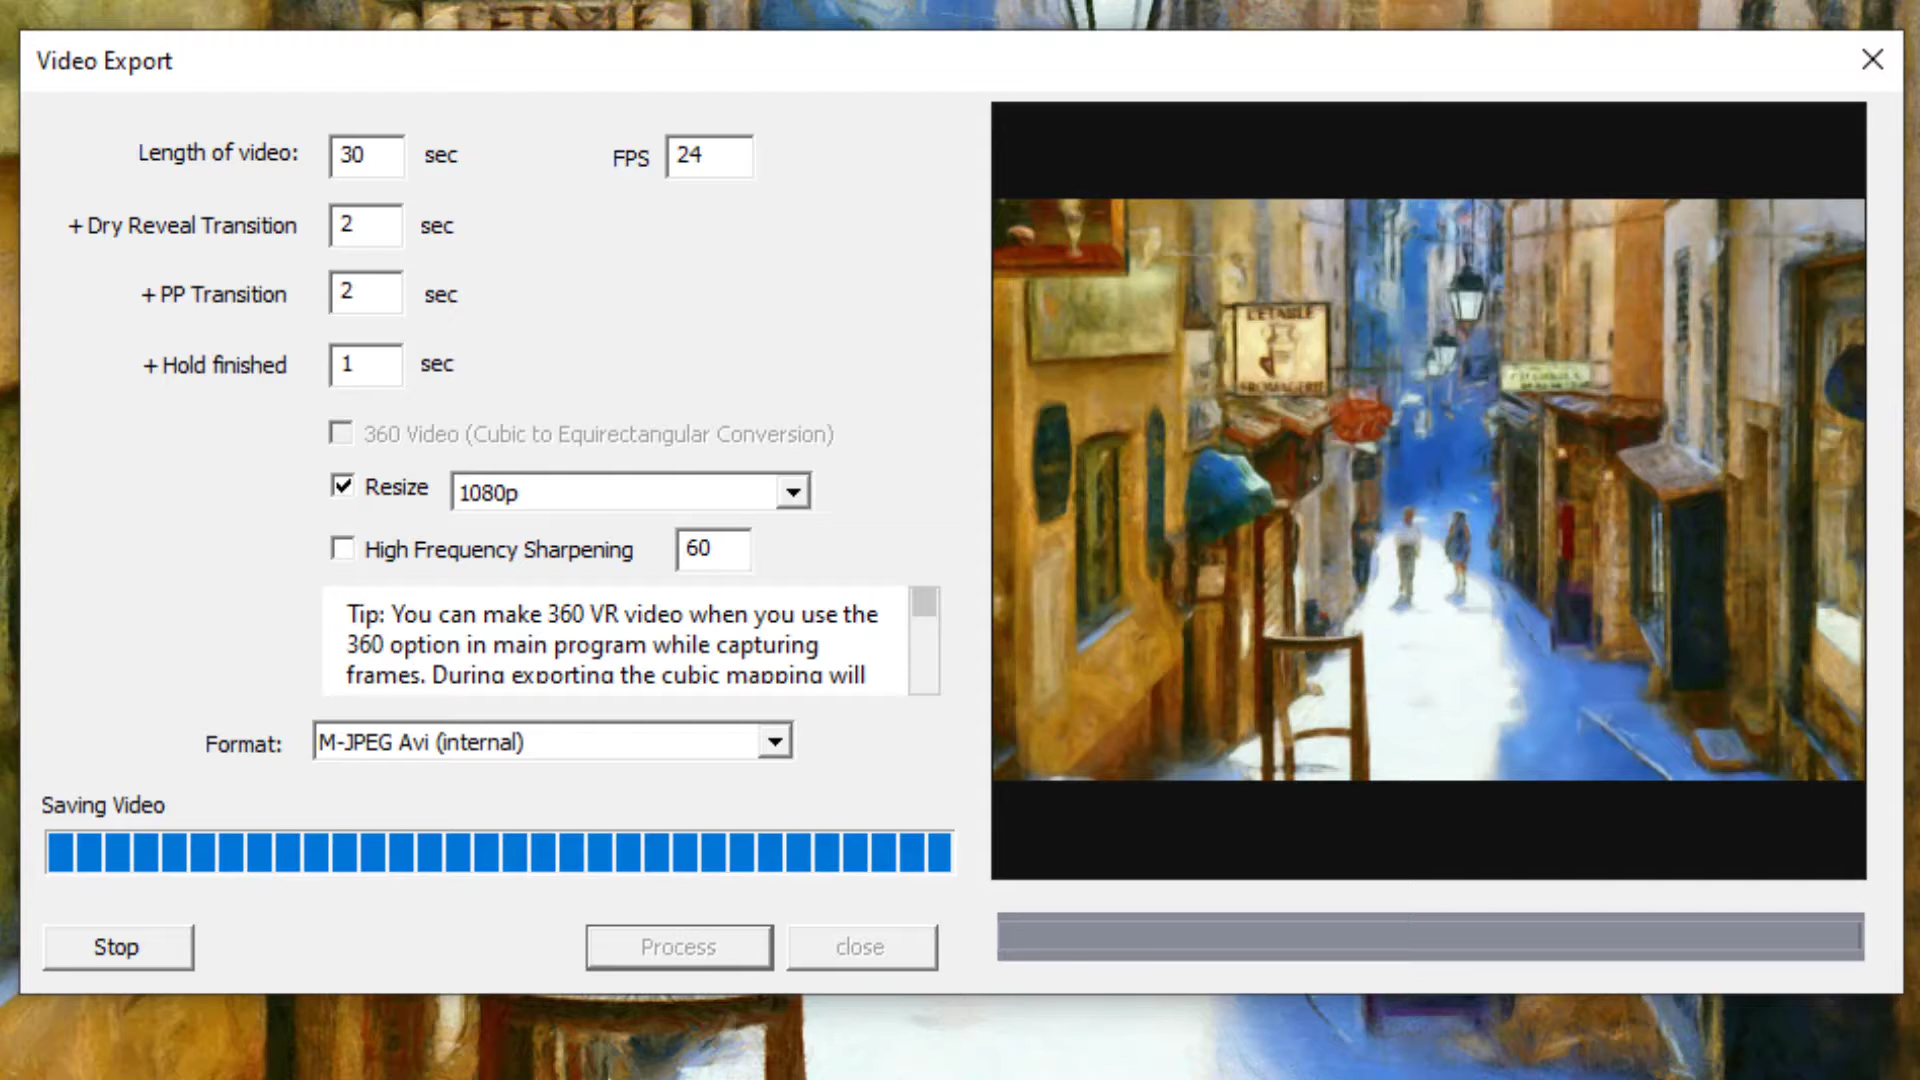 Video Export
Length of video: 30 sec FPS 24
+ Dry Reveal Transition 2 sec
+ PP Transition 2 sec
+ Hold finished 1 sec
360 Video (Cubic to Equirectangular Conversion)
Resize 1080p
High Frequency Sharpening 60
Tip: You can make 360 VR video when you use the
360 option in main program while capturing
frames. During exporting the cubic mapping will
Format: M-JPEG Avi (internal)
Saving Video
Stop Process close
L'ETABLE
FROMAGERIE